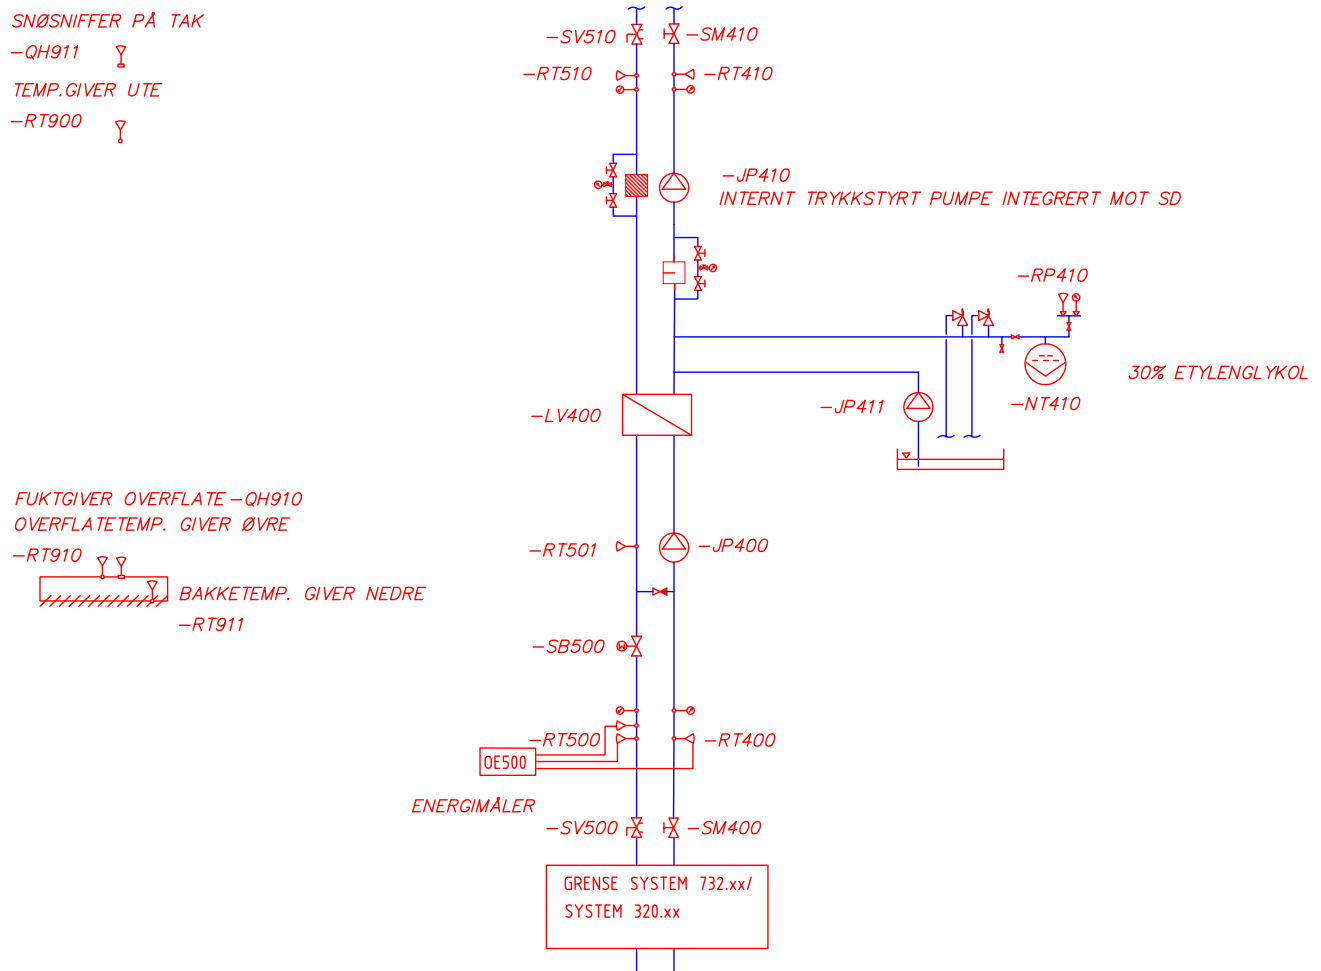 SNØSNIFFER PÅ TAK
-QH911
TEMP.GIVER UTE
-RT900
-SV510
-SM410
-RT510
-RT410
-JP410
INTERNT TRYKKSTYRT PUMPE INTEGRERT MOT SD
-RP410
30% ETYLENGLYKOL
-NT410
-JP411
-LV400
FUKTGIVER OVERFLATE -QH910
OVERFLATETEMP. GIVER ØVRE
-RT910
BAKKETEMP. GIVER NEDRE
-RT911
-RT501
-JP400
-SB500
-RT500
-RT400
OE500
ENERGIMÅLER
-SV500
-SM400
GRENSE SYSTEM 732.xx/
SYSTEM 320.xx